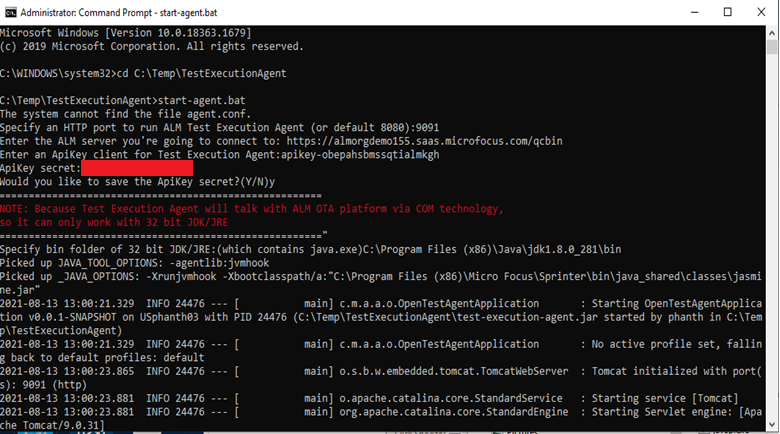 Administrator: Command Prompt - start-agent.bat
Microsoft Windows [Version 10.0.18363.1679]
(c) 2019 Microsoft Corporation. All rights reserved.
C:\WINDOWS\system32>cd C:\Temp\TestExecutionAgent
C:\Temp\TestExecutionAgent>start-agent.bat
The system cannot find the file agent.conf.
Specify an HTTP port to run ALM Test Execution Agent (or default 8080):9091
Enter the ALM server you're going to connect to: https://almorgdemo155.saas.microfocus.com/qcbin
Enter an ApiKey client for Test Execution Agent:apikey-obepahsbmssqtialmkgh
ApiKey secret:
Would you like to save the ApiKey secret?(Y/N)y
====================================================
NOTE: Because Test Execution Agent will talk with ALM OTA platform via COM technology,
so it can only work with 32 bit JDK/JRE
===================================================="
Specify bin folder of 32 bit JDK/JRE:(which contains java.exe)C:\Program Files (x86)\Java\jdk1.8.0_281\bin
Picked up JAVA_TOOL_OPTIONS: -agentlib:jvmhook
Picked up _JAVA_OPTIONS: -Xrunjvmhook -Xbootclasspath/a:"C:\Program Files (x86)\Micro Focus\Sprinter\bin\java_shared\classes\jasmi
ne.jar"
2021-08-13 13:00:21.329  INFO 24476 --- [           main] c.m.a.a.o.OpenTestAgentApplication       : Starting OpenTestAgentApplica
tion v0.0.1-SNAPSHOT on USphanth03 with PID 24476 (C:\Temp\TestExecutionAgent\test-execution-agent.jar started by phanth in C:\Tem
p\TestExecutionAgent)
2021-08-13 13:00:21.329  INFO 24476 --- [           main] c.m.a.a.o.OpenTestAgentApplication       : No active profile set, fallin
g back to default profiles: default
2021-08-13 13:00:23.865  INFO 24476 --- [           main] o.s.b.w.embedded.tomcat.TomcatWebServer  : Tomcat initialized with port(
s): 9091 (http)
2021-08-13 13:00:23.881  INFO 24476 --- [           main] o.apache.catalina.core.StandardService   : Starting service [Tomcat]
2021-08-13 13:00:23.881  INFO 24476 --- [           main] org.apache.catalina.core.StandardEngine  : Starting Servlet engine: [Apa
che Tomcat/9.0.31]